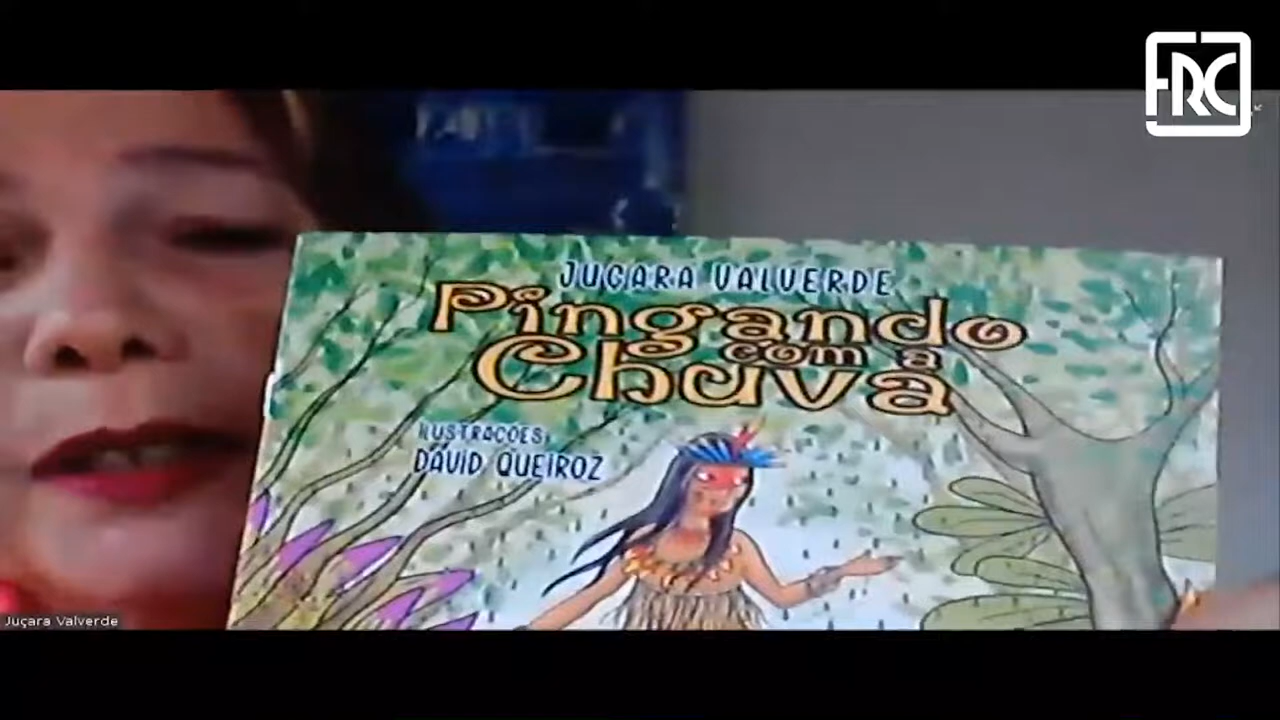 FRC
JUÇARA VALVERDE
Pingando
com a
Chuva
ILUSTRAÇÕES
DAVID QUEIROZ
Juçara Valverde